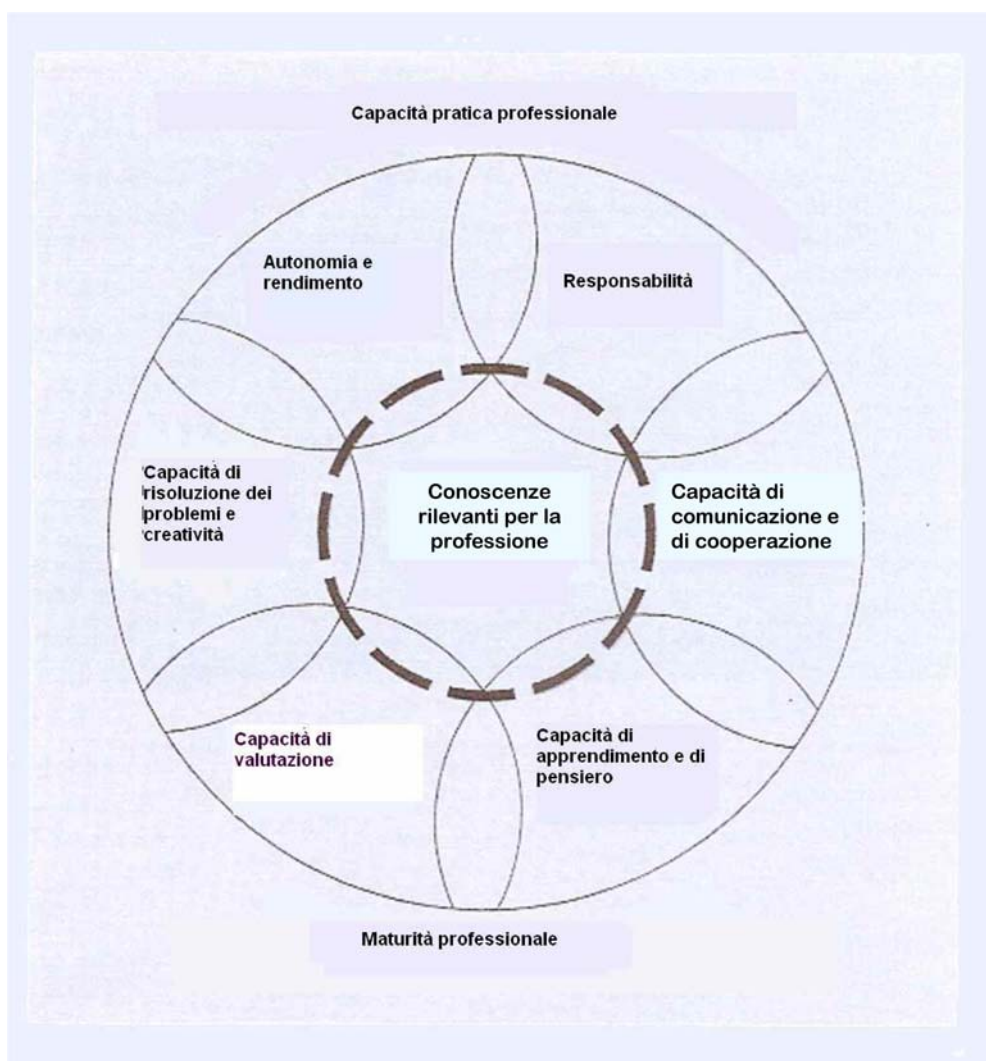 Capacità pratica professionale
Autonomia e
rendimento
Responsabilità
Capacità di
risoluzione dei
problemi e
creatività
Conoscenze
rilevanti per la
professione
Capacità di
comunicazione e
di cooperazione
Capacità di
valutazione
Capacità di
apprendimento e di
pensiero
Maturità professionale